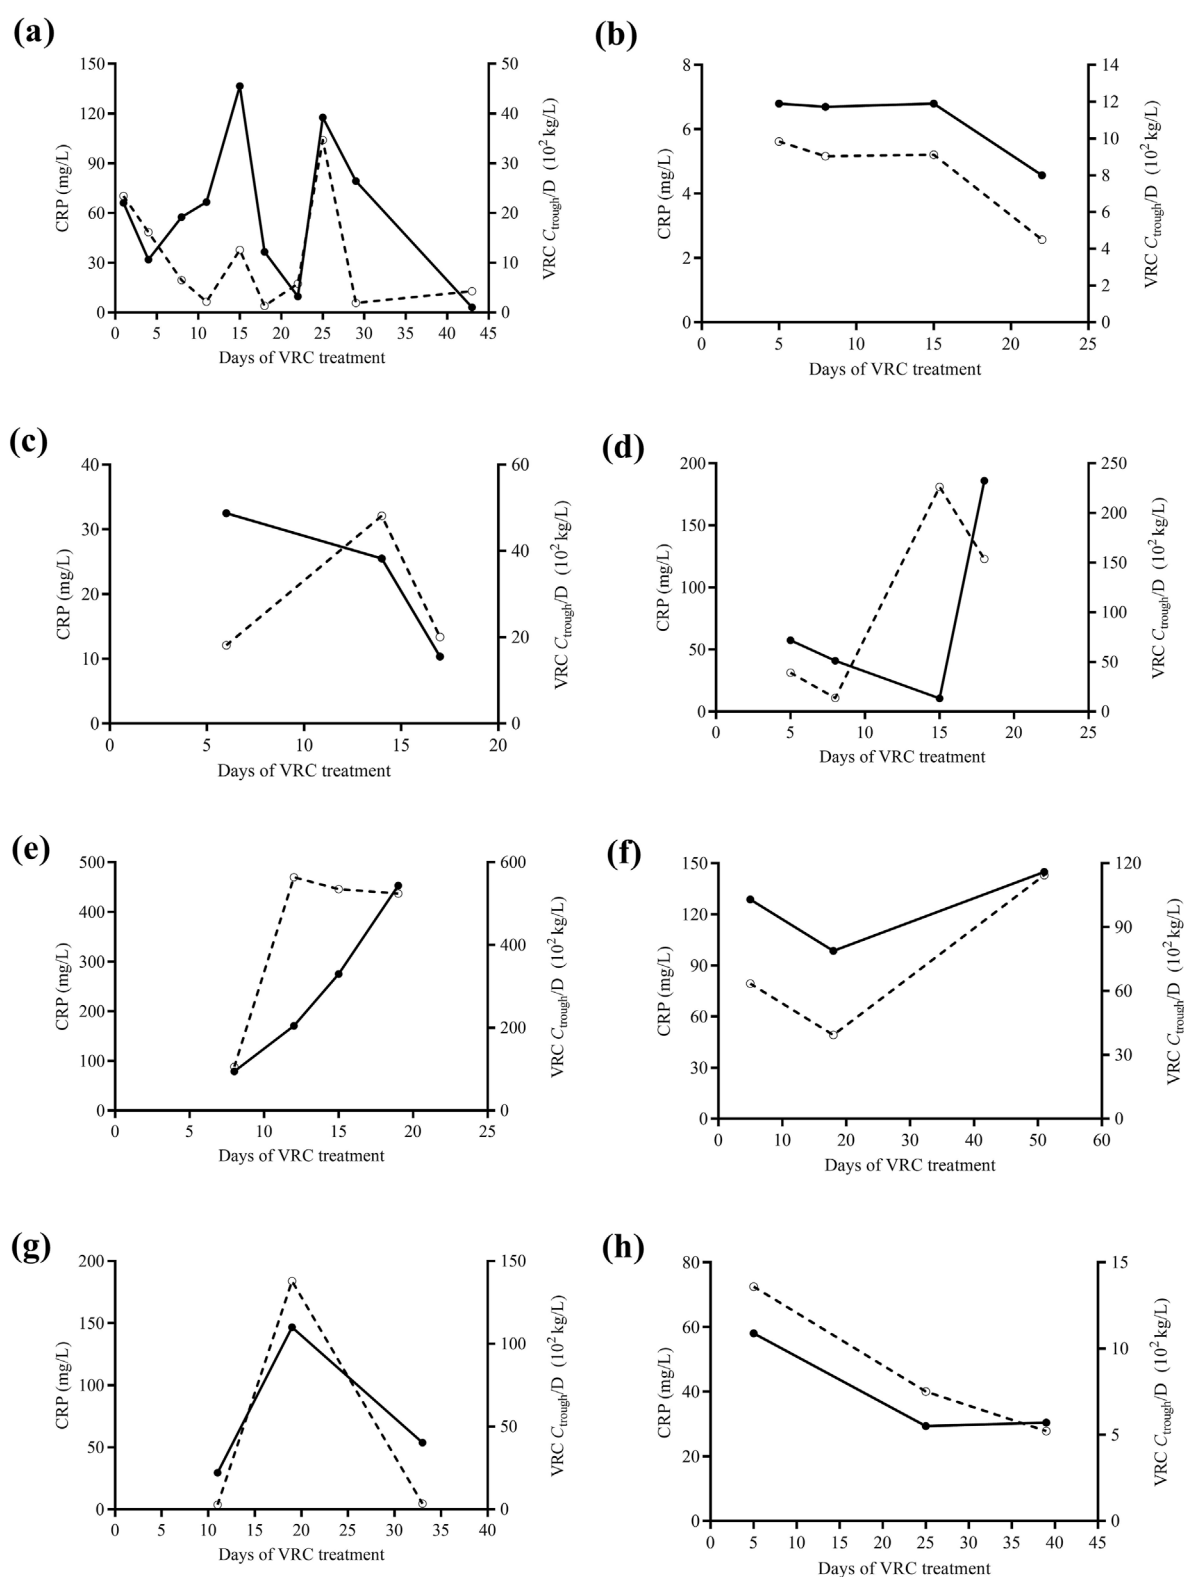 (a)
150
120
90
60
30
0
CRP (mg/L)
50
40
30
20
10
0
VRC Ctrough/D (10² kg/L)
0 5 10 15 20 25 30 35 40 45
Days of VRC treatment
(b)
8
6
4
2
0
CRP (mg/L)
14
12
10
8
6
4
2
0
VRC Ctrough/D (10² kg/L)
0 5 10 15 20 25
Days of VRC treatment
(c)
40
30
20
10
0
CRP (mg/L)
60
40
20
0
VRC Ctrough/D (10² kg/L)
0 5 10 15 20
Days of VRC treatment
(d)
200
150
100
50
0
CRP (mg/L)
250
200
150
100
50
0
VRC Ctrough/D (10² kg/L)
0 5 10 15 20 25
Days of VRC treatment
(e)
500
400
300
200
100
0
CRP (mg/L)
600
400
200
0
VRC Ctrough/D (10² kg/L)
0 5 10 15 20 25
Days of VRC treatment
(f)
150
120
90
60
30
0
CRP (mg/L)
120
90
60
30
0
VRC Ctrough/D (10² kg/L)
0 10 20 30 40 50 60
Days of VRC treatment
(g)
200
150
100
50
0
CRP (mg/L)
150
100
50
0
VRC Ctrough/D (10² kg/L)
0 5 10 15 20 25 30 35 40
Days of VRC treatment
(h)
80
60
40
20
0
CRP (mg/L)
15
10
5
0
VRC Ctrough/D (10² kg/L)
0 5 10 15 20 25 30 35 40 45
Days of VRC treatment